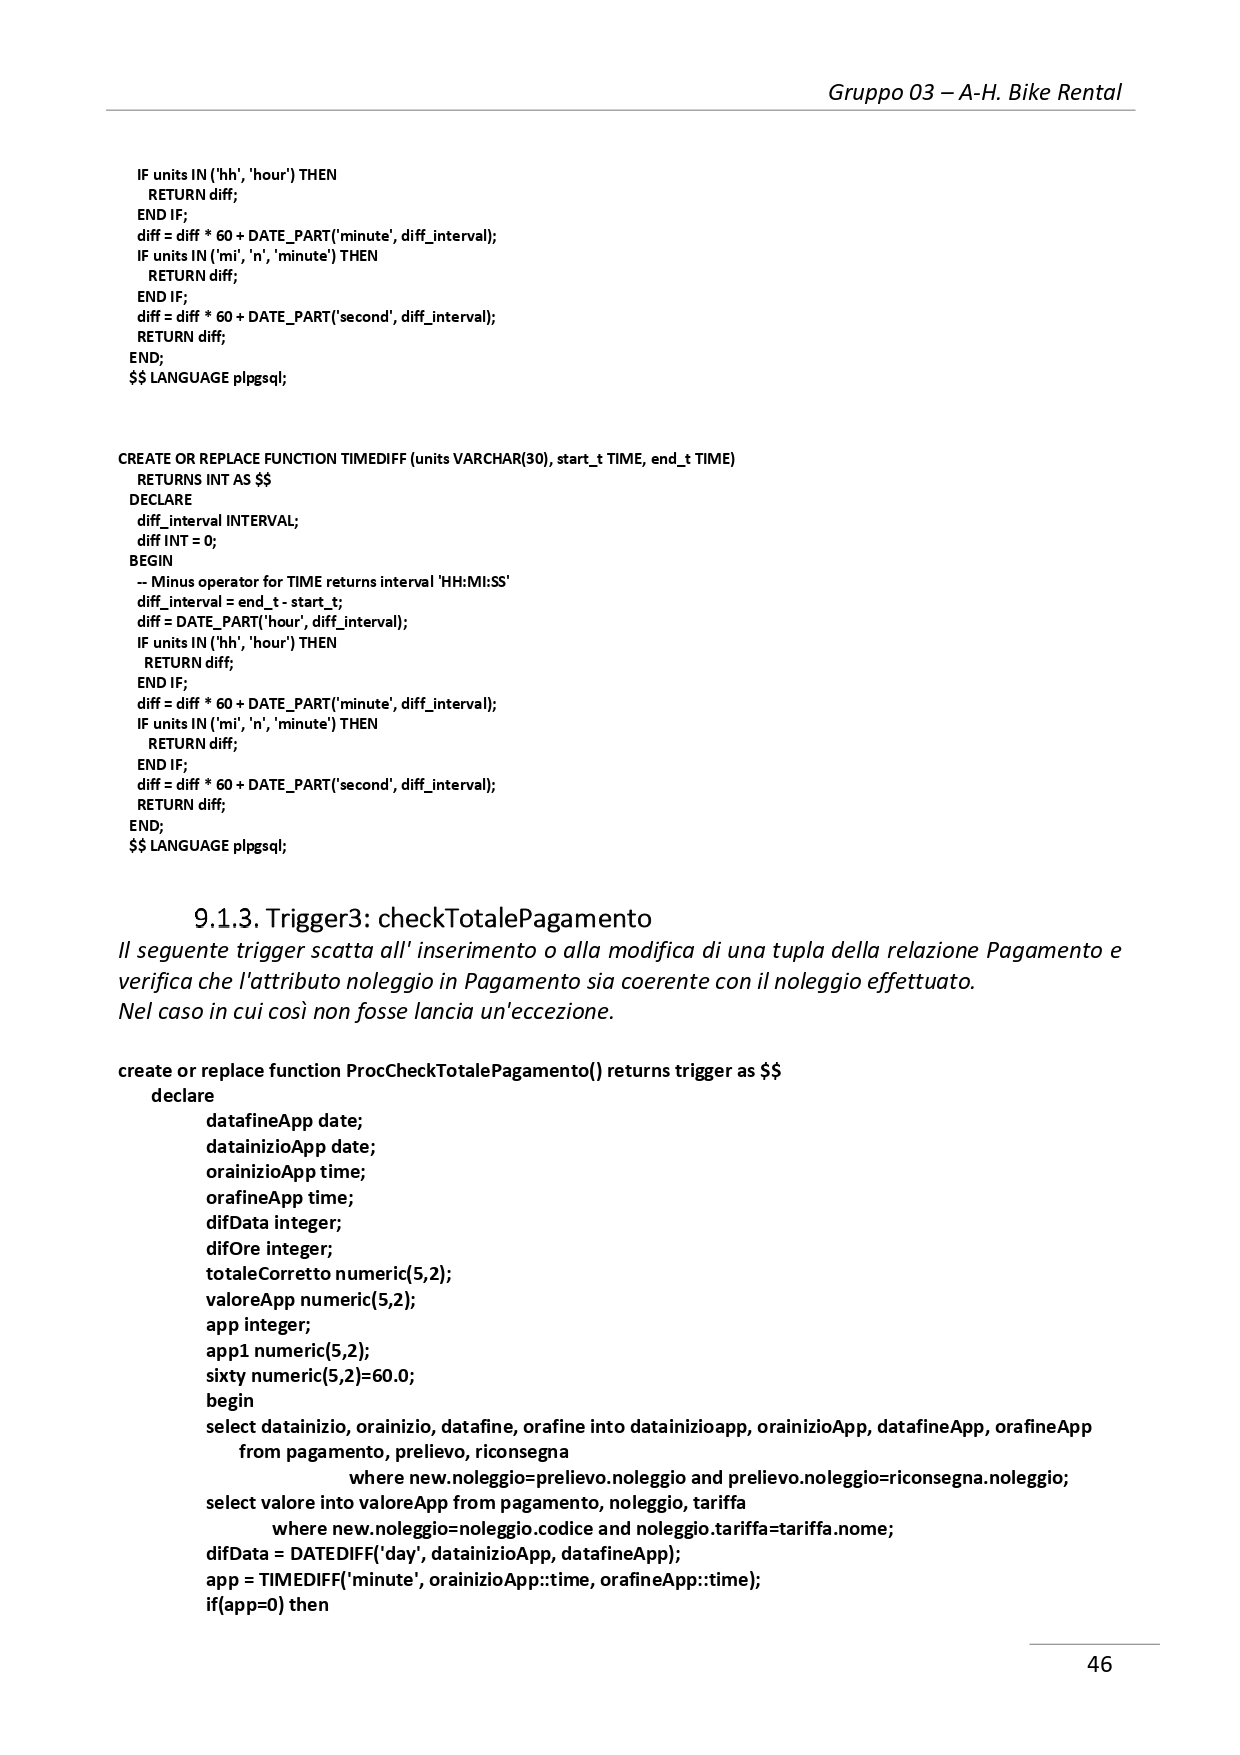 Gruppo 03 – A-H. Bike Rental
IF units IN ('hh', 'hour') THEN
RETURN diff;
END IF;
diff = diff * 60 + DATE_PART('minute', diff_interval);
IF units IN ('mi', 'n', 'minute') THEN
RETURN diff;
END IF;
diff = diff * 60 + DATE_PART('second', diff_interval);
RETURN diff;
END;
$$ LANGUAGE plpgsql;
CREATE OR REPLACE FUNCTION TIMEDIFF (units VARCHAR(30), start_t TIME, end_t TIME)
RETURNS INT AS $$
DECLARE
diff_interval INTERVAL;
diff INT = 0;
BEGIN
-- Minus operator for TIME returns interval 'HH:MI:SS'
diff_interval = end_t - start_t;
diff = DATE_PART('hour', diff_interval);
IF units IN ('hh', 'hour') THEN
RETURN diff;
END IF;
diff = diff * 60 + DATE_PART('minute', diff_interval);
IF units IN ('mi', 'n', 'minute') THEN
RETURN diff;
END IF;
diff = diff * 60 + DATE_PART('second', diff_interval);
RETURN diff;
END;
$$ LANGUAGE plpgsql;
9.1.3. Trigger3: checkTotalePagamento
Il seguente trigger scatta all' inserimento o alla modifica di una tupla della relazione Pagamento e
verifica che l'attributo noleggio in Pagamento sia coerente con il noleggio effettuato.
Nel caso in cui così non fosse lancia un'eccezione.
create or replace function ProcCheckTotalePagamento() returns trigger as $$
declare
datafineApp date;
datainizioApp date;
orainizioApp time;
orafineApp time;
difData integer;
difOre integer;
totaleCorretto numeric(5,2);
valoreApp numeric(5,2);
app integer;
app1 numeric(5,2);
sixty numeric(5,2)=60.0;
begin
select datainizio, orainizio, datafine, orafine into datainizioapp, orainizioApp, datafineApp, orafineApp
from pagamento, prelievo, riconsegna
where new.noleggio=prelievo.noleggio and prelievo.noleggio=riconsegna.noleggio;
select valore into valoreApp from pagamento, noleggio, tariffa
where new.noleggio=noleggio.codice and noleggio.tariffa=tariffa.nome;
difData = DATEDIFF('day', datainizioApp, datafineApp);
app = TIMEDIFF('minute', orainizioApp::time, orafineApp::time);
if(app=0) then
46